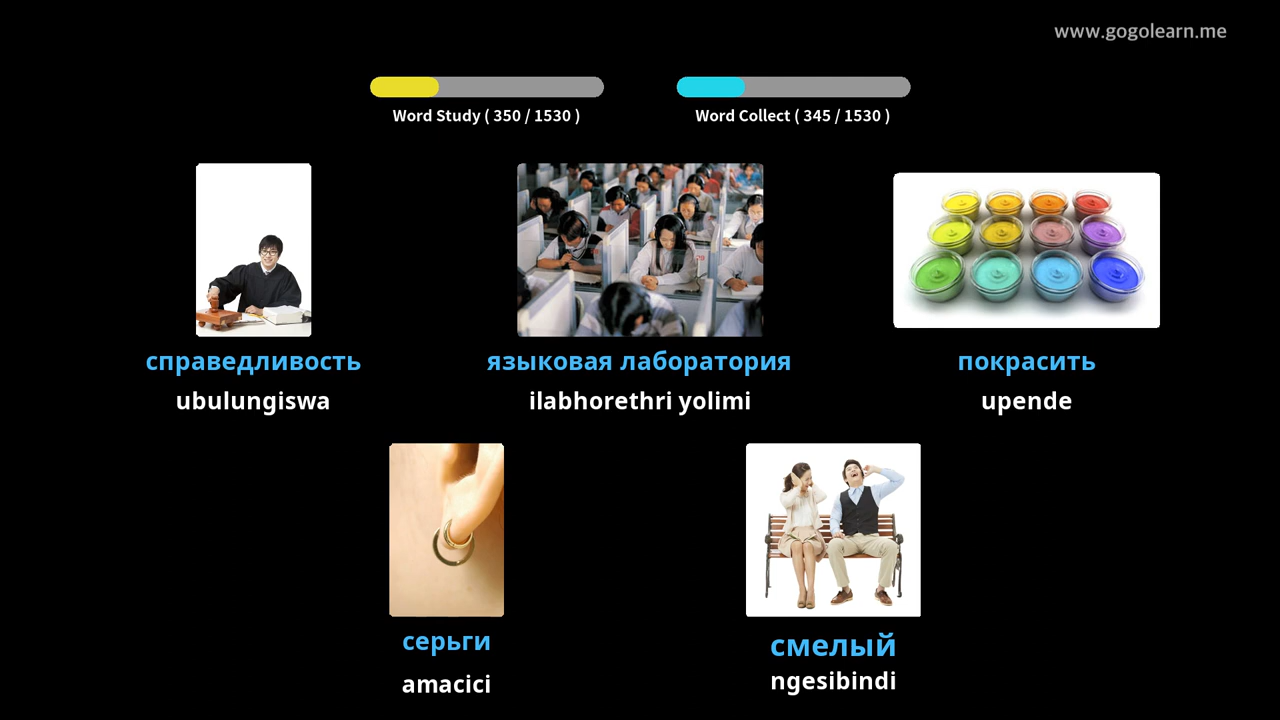 www.gogolearn.me
Word Study ( 350 / 1530 )
Word Collect ( 345 / 1530 )
справедливость
ubulungiswa
языковая лаборатория
ilabhorethri yolimi
покрасить
upende
серьги
amacici
смелый
ngesibindi